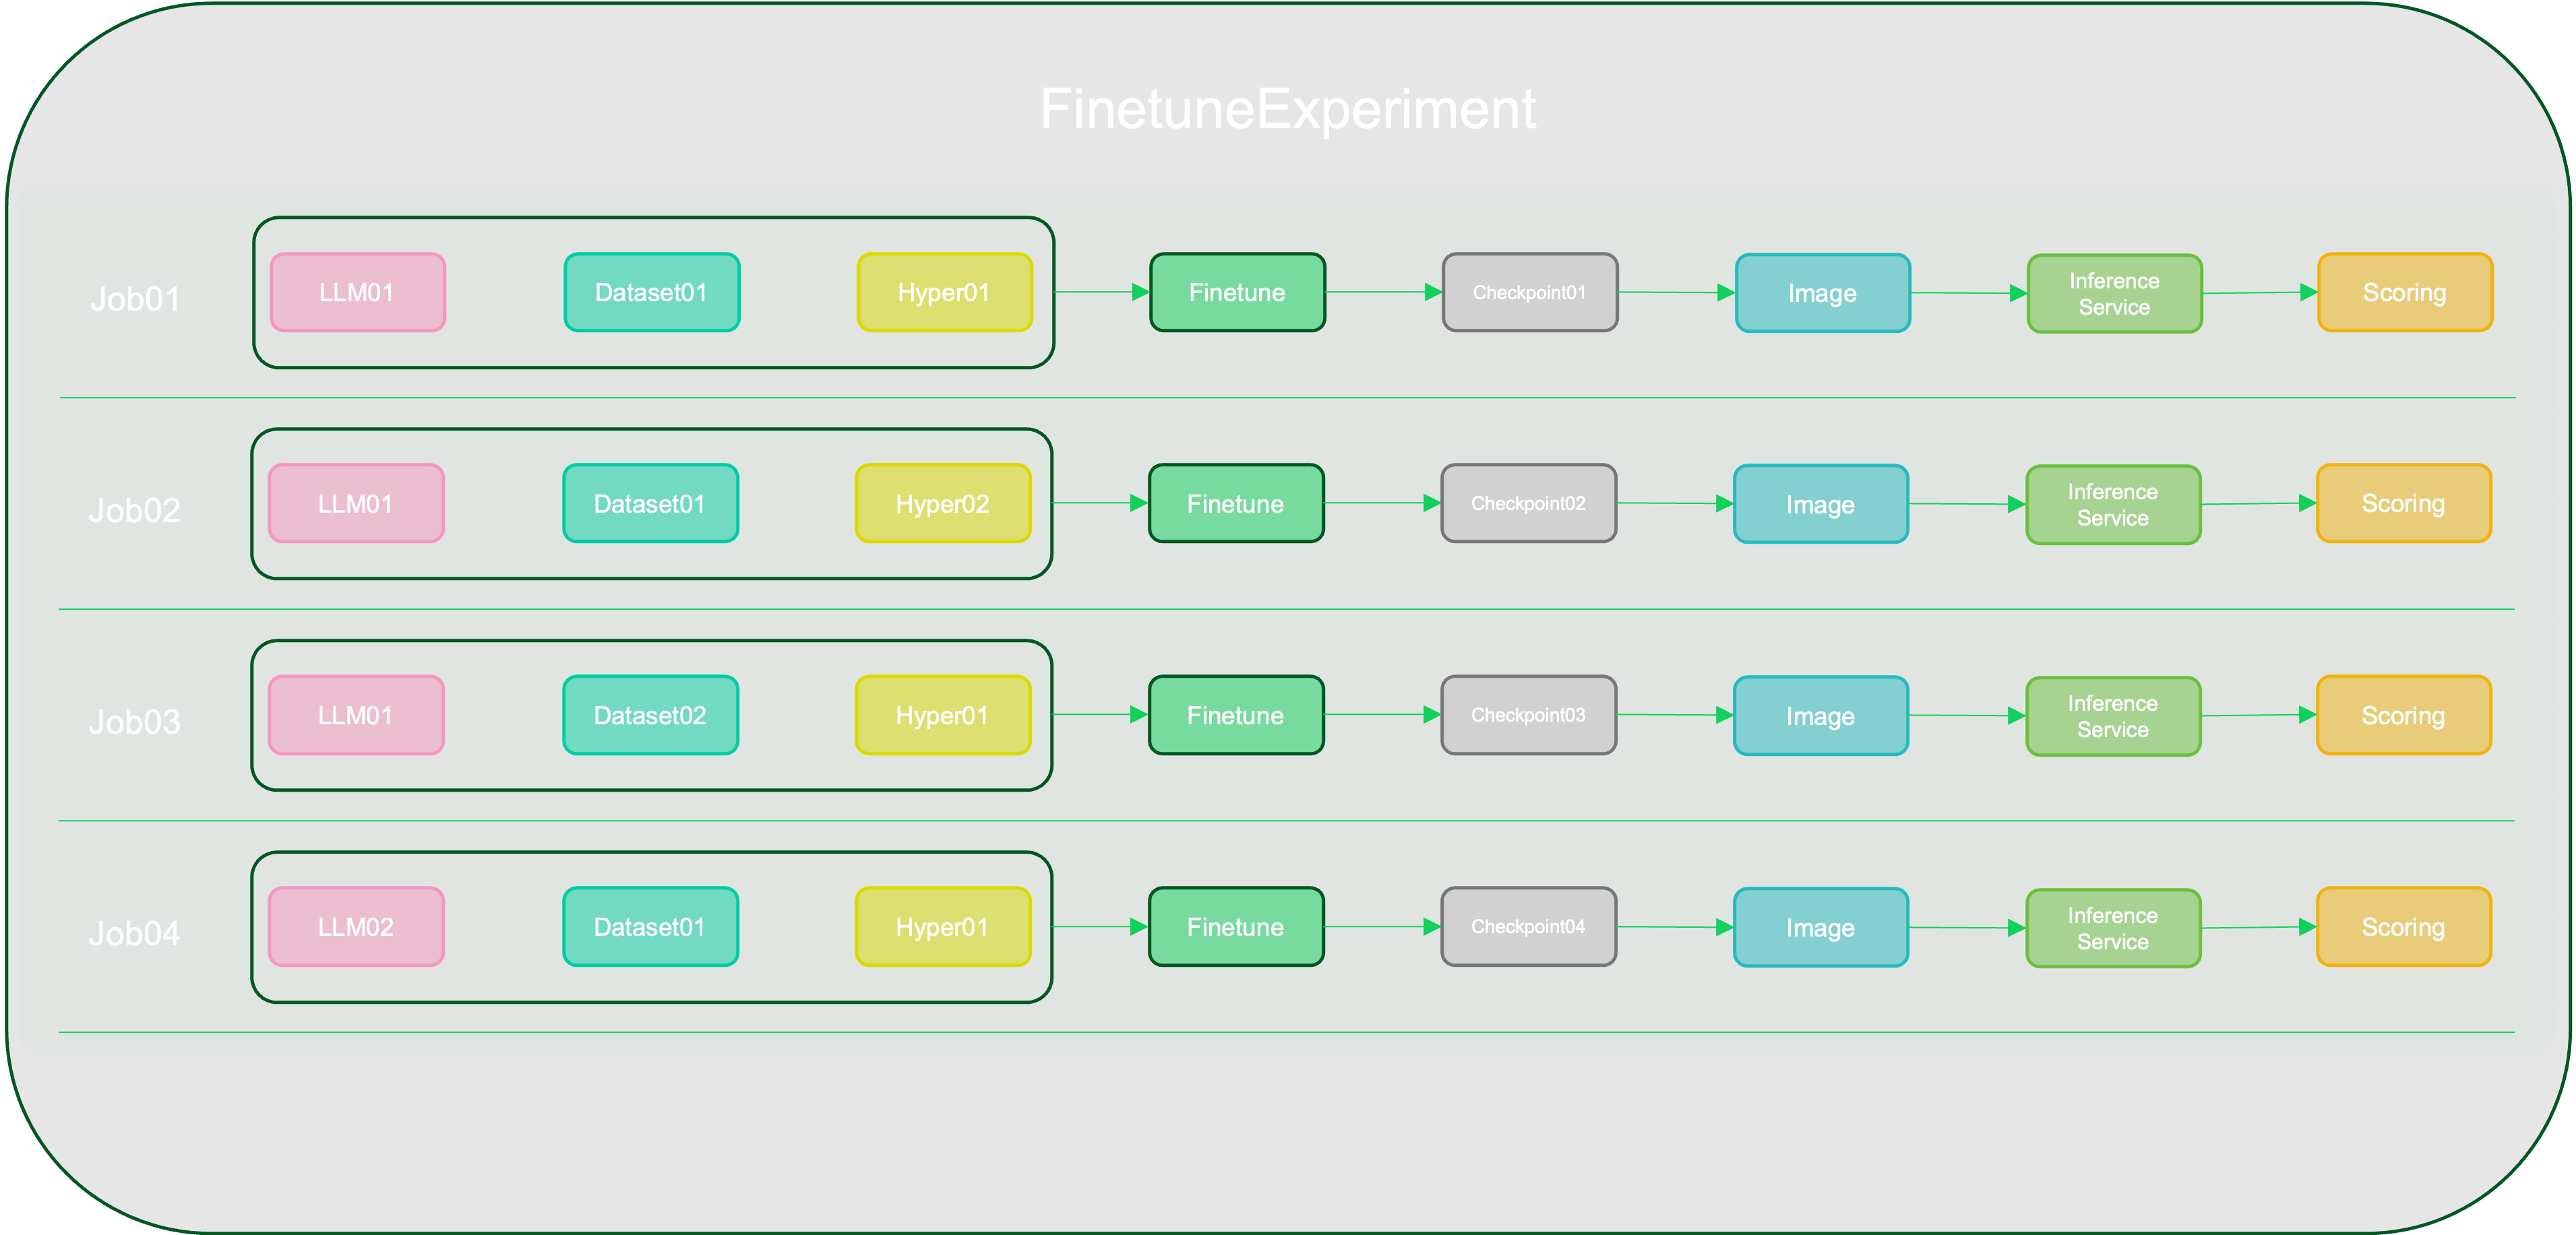 FinetuneExperiment
Job01
LLM01
Dataset01
Hyper01
Finetune
Checkpoint01
Image
Inference
Service
Scoring
Job02
LLM01
Dataset01
Hyper02
Finetune
Checkpoint02
Image
Inference
Service
Scoring
Job03
LLM01
Dataset02
Hyper01
Finetune
Checkpoint03
Image
Inference
Service
Scoring
Job04
LLM02
Dataset01
Hyper01
Finetune
Checkpoint04
Image
Inference
Service
Scoring